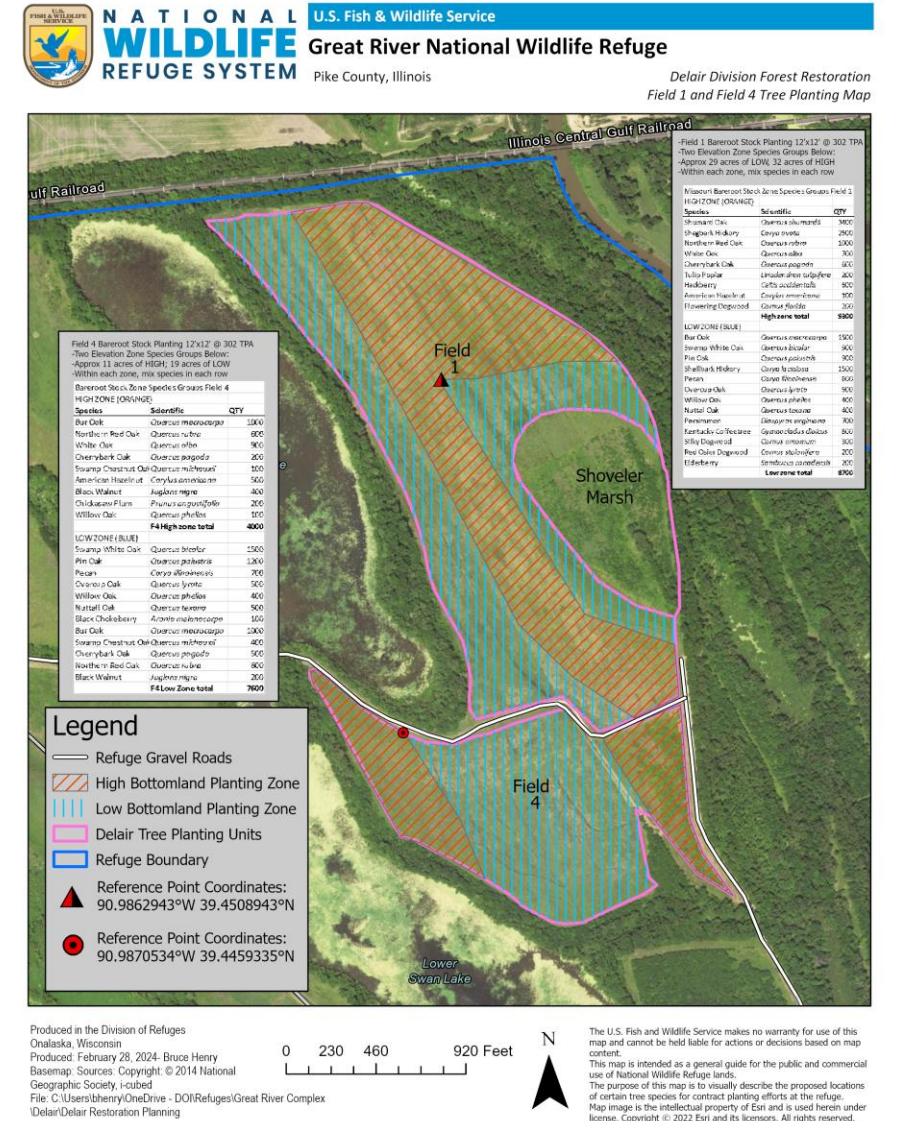 U.S.
FISH & WILDLIFE
SERVICE
NATIONAL
WILDLIFE
REFUGE SYSTEM
U.S. Fish & Wildlife Service
Great River National Wildlife Refuge
Pike County, Illinois
Delair Division Forest Restoration
Field 1 and Field 4 Tree Planting Map
Illinois Central Gulf Railroad
ulf Railroad
-Field 1 Bareroot Stock Planting 12'x12' @ 302 TPA
-Two Elevation Zone Species Groups Below:
-Approx 29 acres of LOW, 32 acres of HIGH
-Within each zone, mix species in each row
Missouri Bareroot Stock Zone Species Groups Field 1
HIGH ZONE (ORANGE)
Species Scientific QTY
Shumard Oak Quercus shumardii 3400
Shagbark Hickory Carya ovata 2500
Northern Red Oak Quercus rubra 1000
White Oak Quercus alba 700
Cherrybark Oak Quercus pagoda 600
Tulip Poplar Liriodendron tulipifera 200
Hackberry Celtis occidentalis
American Hazelnut Corylus americana 100
Flowering Dogwood Cornus florida 200
High zone total 9300
LOW ZONE (BLUE)
Bur Oak Quercus macrocarpa 1500
Swamp White Oak Quercus bicolor 900
Pin Oak Quercus palustris 900
Shellbark Hickory Carya laciniosa 1500
Pecan Carya illinoinensis
Overcup Oak Quercus lyrata
Willow Oak Quercus phellos 400
Nuttal Oak Quercus texana 400
Persimmon Diospyros virginiana 700
Kentucky Coffeetree Gymnocladus dioicus
Silky Dogwood Cornus amomum
Red Osier Dogwood Cornus stolonifera 200
Elderberry Sambucus canadensis 200
Low zone total 8700
Field
1
Shoveler
Marsh
Field 4 Bareroot Stock Planting 12'x12' @ 302 TPA
-Two Elevation Zone Species Groups Below:
-Approx 11 acres of HIGH; 19 acres of LOW
-Within each zone, mix species in each row
Bareroot Stock Zone Species Groups Field 4
HIGH ZONE (ORANGE)
Species Scientific QTY
Bur Oak Quercus macrocarpa 1000
Northern Red Oak Quercus rubra 600
White Oak Quercus alba 900
Cherrybark Oak Quercus pagoda 200
Swamp Chestnut Oak Quercus michauxii 100
American Hazelnut Corylus americana 500
Black Walnut Juglans nigra 400
Chickasaw Plum Prunus angustifolia 200
Willow Oak Quercus phellos 100
F4 High zone total 4000
LOW ZONE (BLUE)
Swamp White Oak Quercus bicolor 1500
Pin Oak Quercus palustris 1200
Pecan Carya illinoinensis 700
Overcup Oak Quercus lyrata 500
Willow Oak Quercus phellos 400
Nuttall Oak Quercus texana 500
Black Chokeberry Aronia melanocarpa 100
Bur Oak Quercus macrocarpa 1000
Swamp Chestnut Oak Quercus michauxii 400
Cherrybark Oak Quercus pagoda 500
Northern Red Oak Quercus rubra 600
Black Walnut Juglans nigra 200
F4 Low Zone total 7600
e
Field
4
Lower
Swan Lake
Legend
Refuge Gravel Roads
High Bottomland Planting Zone
Low Bottomland Planting Zone
Delair Tree Planting Units
Refuge Boundary
Reference Point Coordinates:
90.9862943°W 39.4508943°N
Reference Point Coordinates:
90.9870534°W 39.4459335°N
Produced in the Division of Refuges
Onalaska, Wisconsin
Produced: February 28, 2024- Bruce Henry
Basemap: Sources: Copyright: © 2014 National
Geographic Society, i-cubed
File: C:\Users\bhenry\OneDrive - DOI\Refuges\Great River Complex
\Delair\Delair Restoration Planning
0 230 460 920 Feet
N
The U.S. Fish and Wildlife Service makes no warranty for use of this
map and cannot be held liable for actions or decisions based on map
content.
This map is intended as a general guide for the public and commercial
use of National Wildlife Refuge lands.
The purpose of this map is to visually describe the proposed locations
of certain tree species for contract planting efforts at the refuge.
Map image is the intellectual property of Esri and is used herein under
license. Copyright © 2022 Esri and its licensors. All rights reserved.